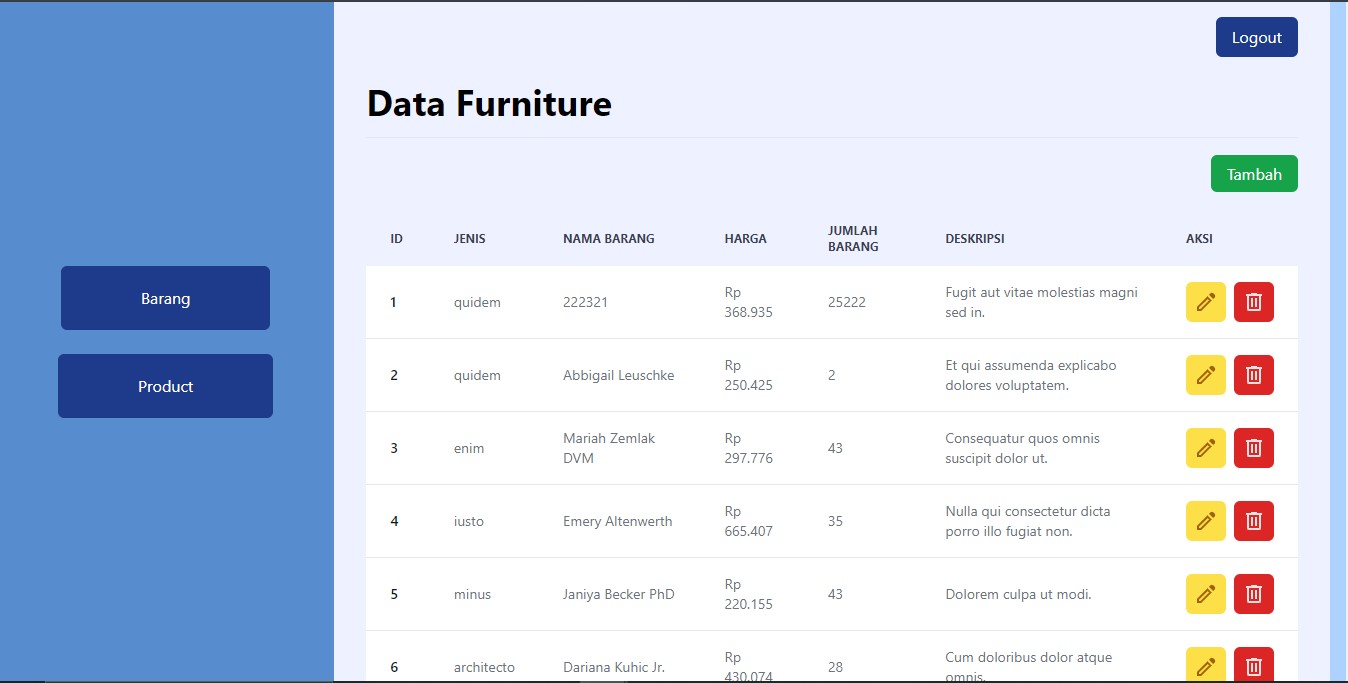 Logout
Data Furniture
Tambah
Barang
Product
ID JENIS NAMA BARANG HARGA JUMLAH BARANG DESKRIPSI AKSI
1 quidem 222321 Rp 368.935 25222 Fugit aut vitae molestias magni sed in.
2 quidem Abbigail Leuschke Rp 250.425 2 Et qui assumenda explicabo dolores voluptatem.
3 enim Mariah Zemlak DVM Rp 297.776 43 Consequatur quos omnis suscipit dolor ut.
4 iusto Emery Altenwerth Rp 665.407 35 Nulla qui consectetur dicta porro illo fugiat non.
5 minus Janiya Becker PhD Rp 220.155 43 Dolorem culpa ut modi.
6 architecto Dariana Kuhic Jr. Rp 430.074 28 Cum doloribus dolor atque omnis.